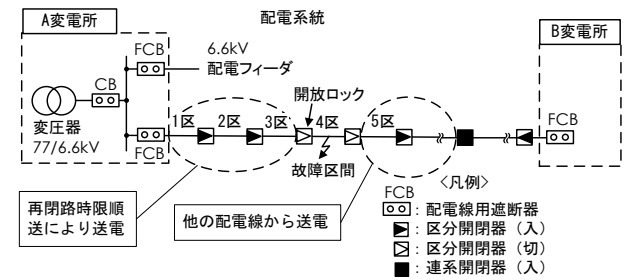 A変電所
配電系統
B変電所
FCB
6.6kV
配電フィーダ
CB
変圧器
77/6.6kV
FCB
1区
2区
3区
開放ロック
4区
5区
故障区間
FCB
再閉路時限順
送により送電
他の配電線から送電
<凡例>
FCB
:配電線用遮断器
:区分開閉器（入）
:区分開閉器（切）
:連系開閉器（入）